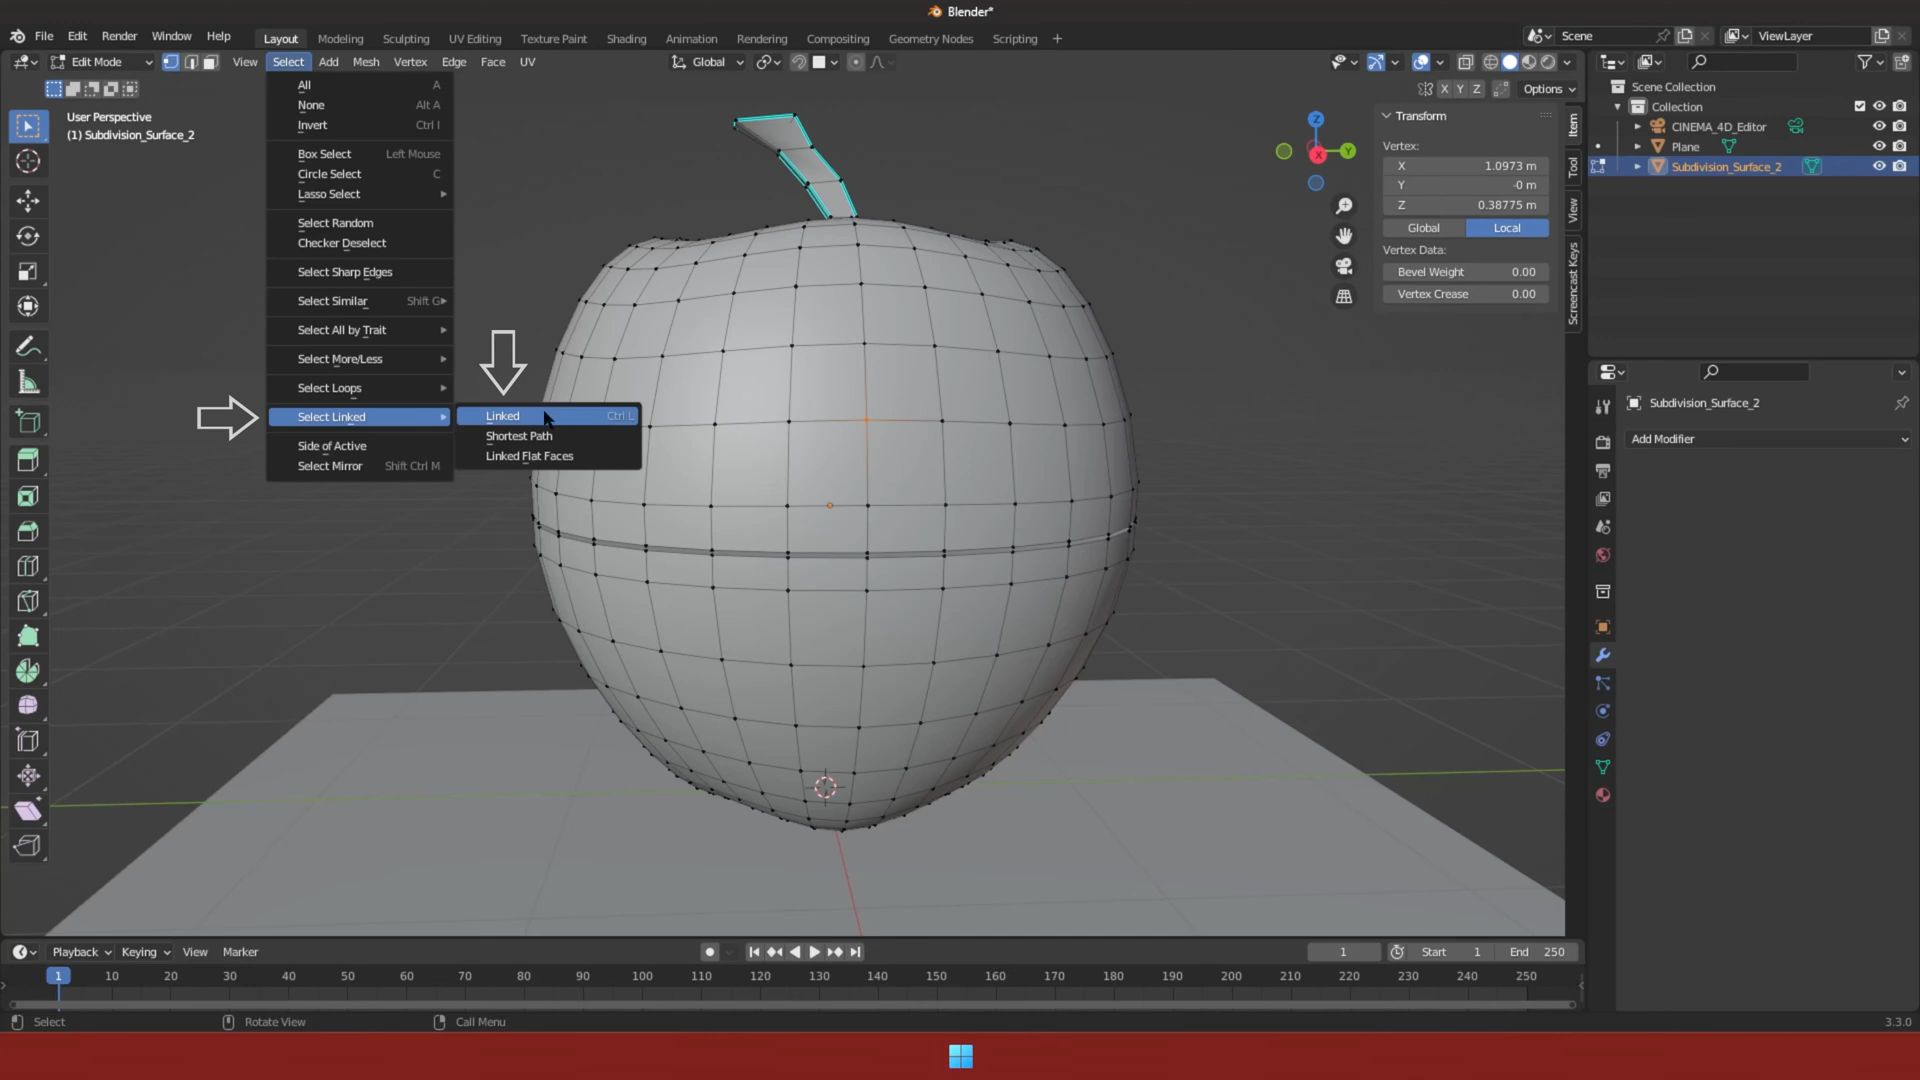 Blender*
File Edit Render Window Help Layout Modeling Sculpting UV Editing Texture Paint Shading Animation Rendering Compositing Geometry Nodes Scripting + Scene ViewLayer
Edit Mode View Select Add Mesh Vertex Edge Face UV Global
X Y Z Options
User Perspective
(1) Subdivision_Surface_2
All A
None Alt A
Invert Ctrl I
Box Select Left Mouse
Circle Select C
Lasso Select
Select Random
Checker Deselect
Select Sharp Edges
Select Similar Shift G
Select All by Trait
Select More/Less
Select Loops
Select Linked
Side of Active
Select Mirror Shift Ctrl M
Linked Ctrl L
Shortest Path
Linked Flat Faces
Z
Y
X
Transform
Vertex:
X 1.0973 m
Y -0 m
Z 0.38775 m
Global Local
Vertex Data:
Bevel Weight 0.00
Vertex Crease 0.00
Item
Tool
View
Screencast Keys
Scene Collection
Collection
CINEMA_4D_Editor
Plane
Subdivision_Surface_2
Subdivision_Surface_2
Add Modifier
Playback Keying View Marker 1 Start 1 End 250
1 10 20 30 40 50 60 70 80 90 100 110 120 130 140 150 160 170 180 190 200 210 220 230 240 250
Select Rotate View Call Menu 3.3.0